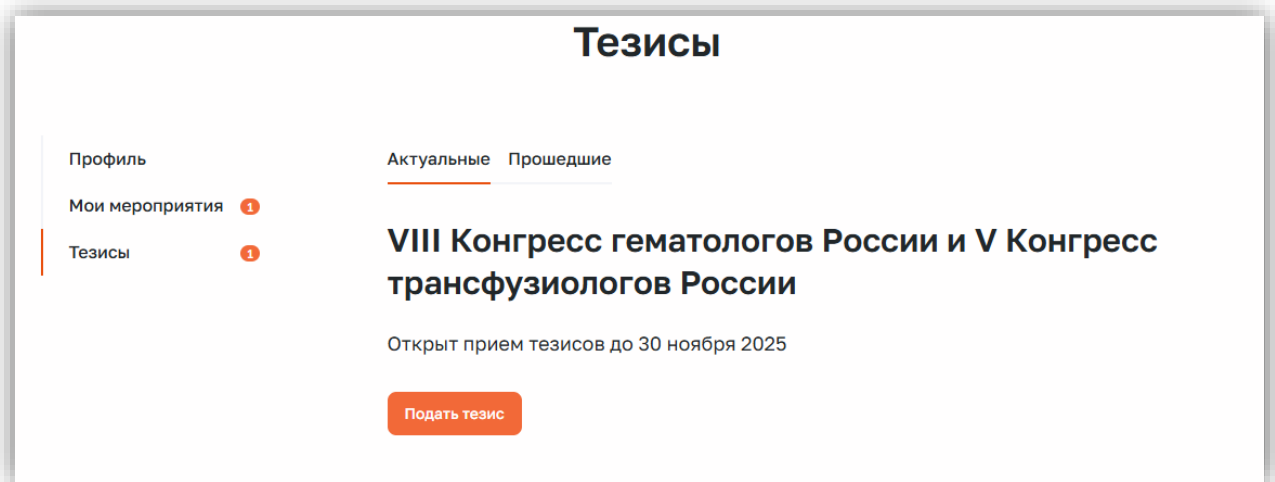 Тезисы
Профиль
Мои мероприятия 1
Тезисы 1
Актуальные Прошедшие
VIII Конгресс гематологов России и V Конгресс
трансфузиологов России
Открыт прием тезисов до 30 ноября 2025
Подать тезис